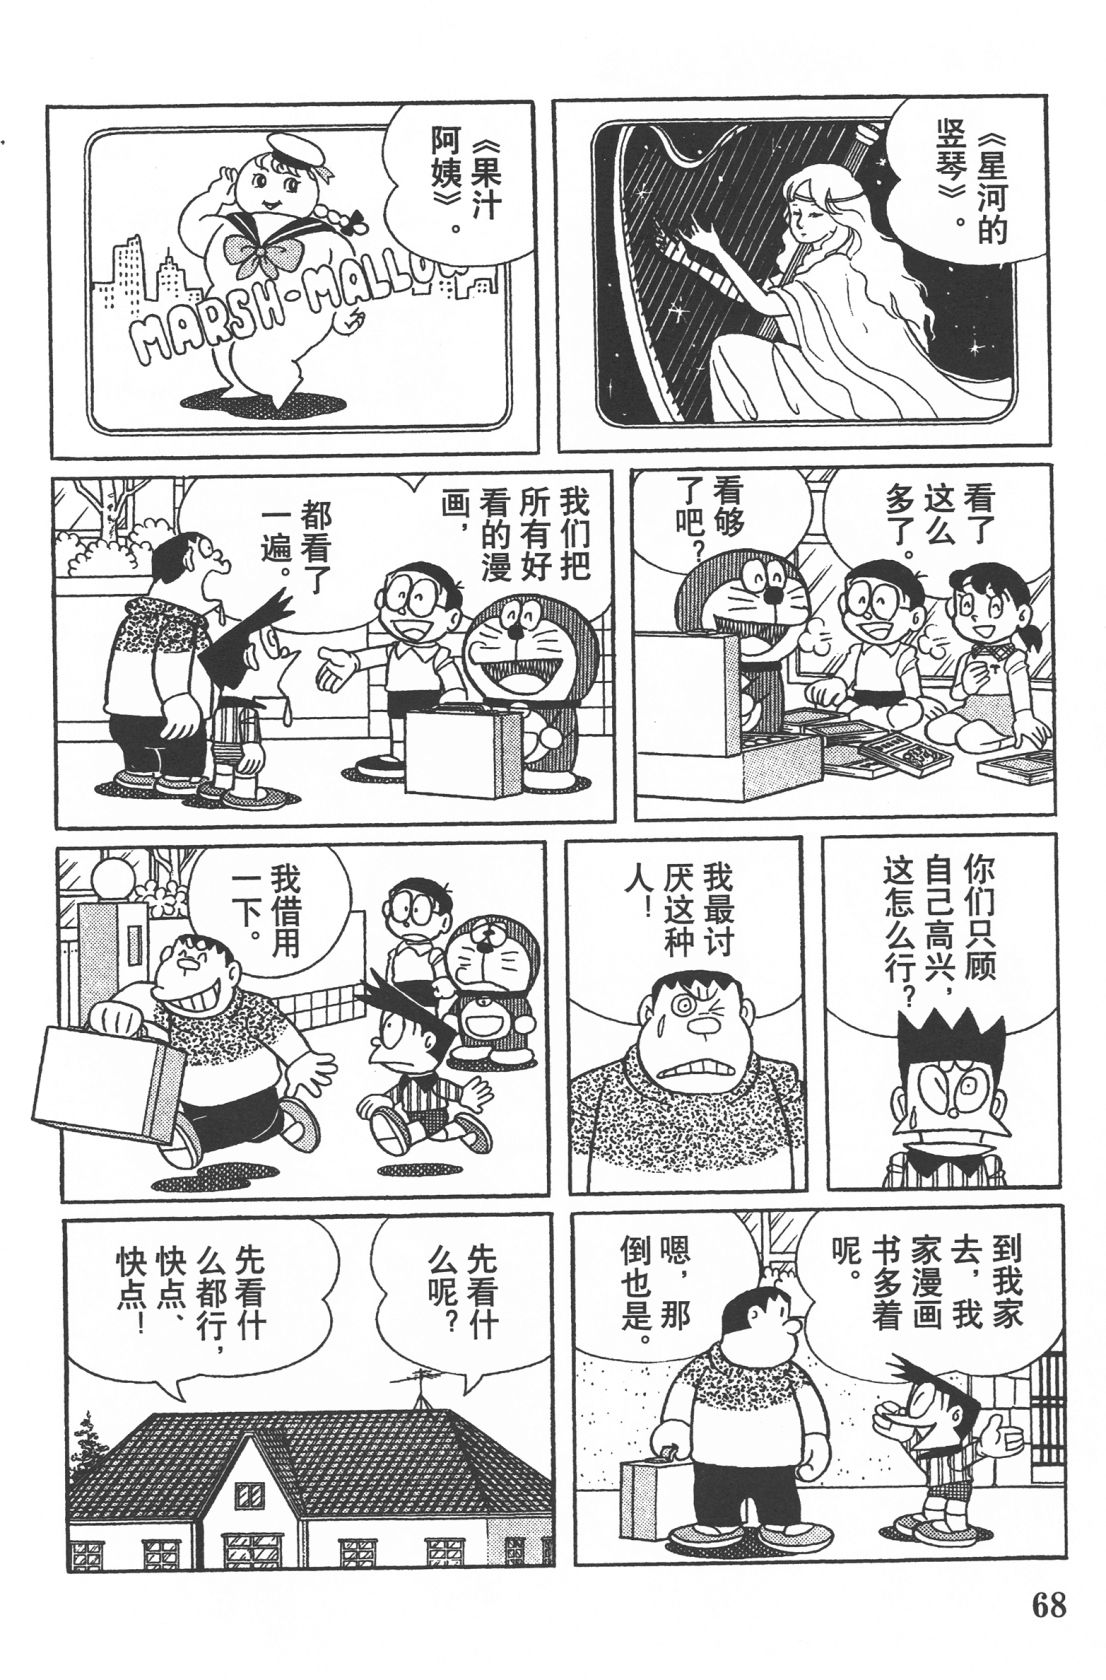 《星河的
竖琴》。
《果汁
阿姨》。
MARSH-MALLOW
看了
这么
多了。
看够
了吧？
我们把
所有好
看的漫
画，
都看了
一遍。
你们只顾
自己高兴，
这怎么行？
我最讨
厌这种
人！
我借用
一下。
到我家
去，我
家漫画
书多着
呢。
嗯，那
倒也是。
先看什
么呢？
先看什
么都行，
快点、
快点！
68